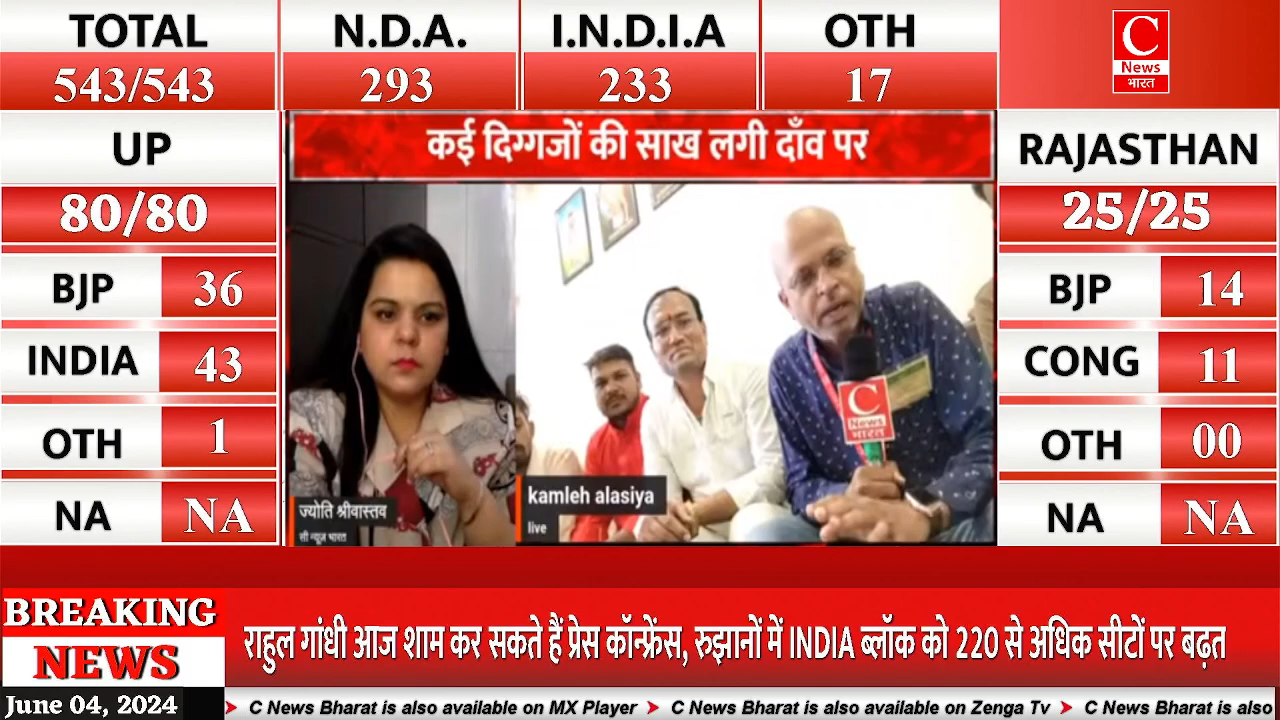 TOTAL
543/543
N.D.A.
293
I.N.D.I.A
233
OTH
17
C
News
भारत
UP
80/80
BJP 36
INDIA 43
OTH 1
NA NA
कई दिग्गजों की साख लगी दाँव पर
ज्योति श्रीवास्तव
सी न्यूज़ भारत
kamleh alasiya
live
C
News
भारत
RAJASTHAN
25/25
BJP 14
CONG 11
OTH 00
NA NA
BREAKING
NEWS
राहुल गांधी आज शाम कर सकते हैं प्रेस कॉन्फ्रेंस, रुझानों में INDIA ब्लॉक को 220 से अधिक सीटों पर बढ़त
June 04, 2024
C News Bharat is also available on MX Player C News Bharat is also available on Zenga Tv C News Bharat is also